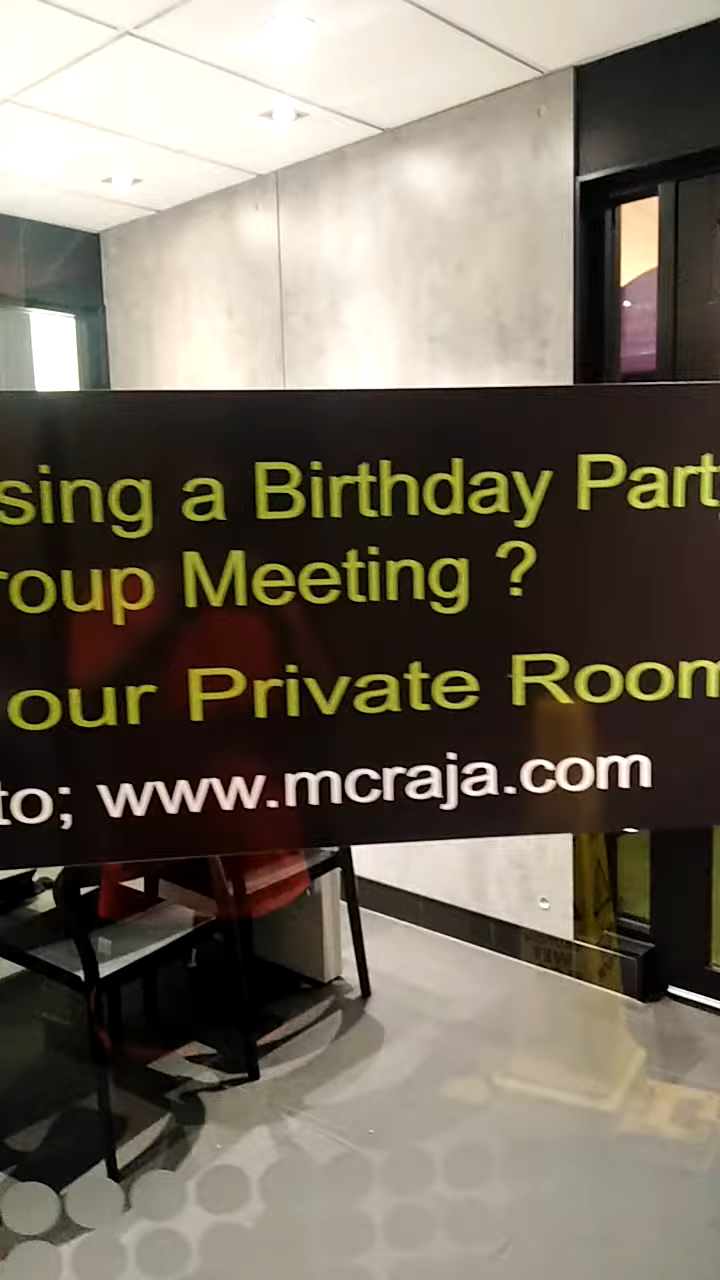 sing a Birthday Part
roup Meeting ?
our Private Room
to; www.mcraja.com